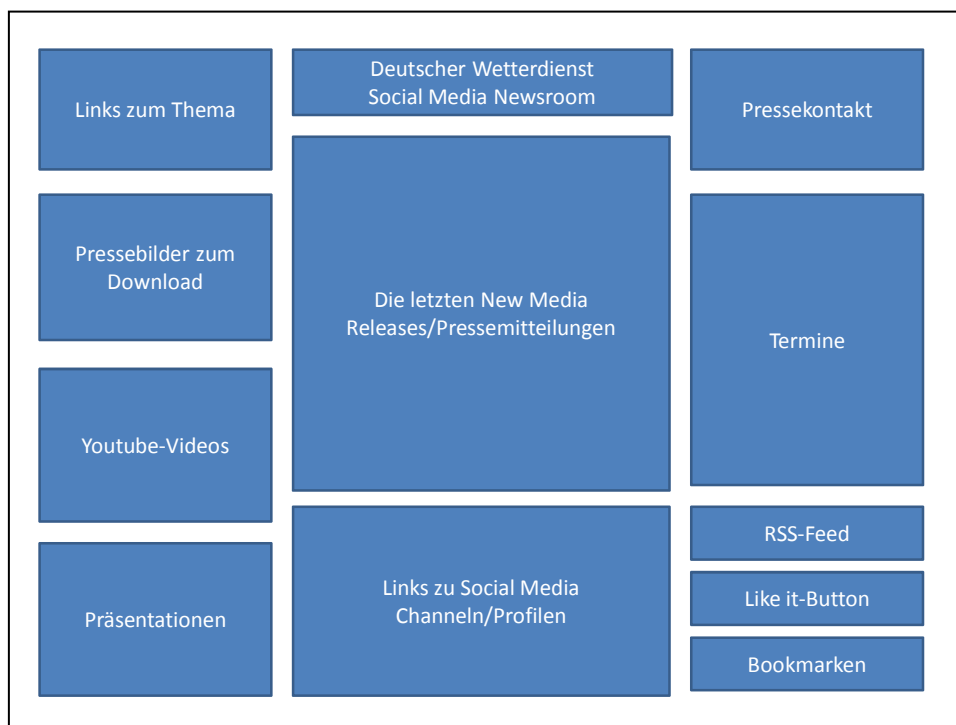 Links zum Thema
Pressebilder zum
Download
Youtube-Videos
Präsentationen
Deutscher Wetterdienst
Social Media Newsroom
Die letzten New Media
Releases/Pressemitteilungen
Links zu Social Media
Channeln/Profilen
Pressekontakt
Termine
RSS-Feed
Like it-Button
Bookmarken